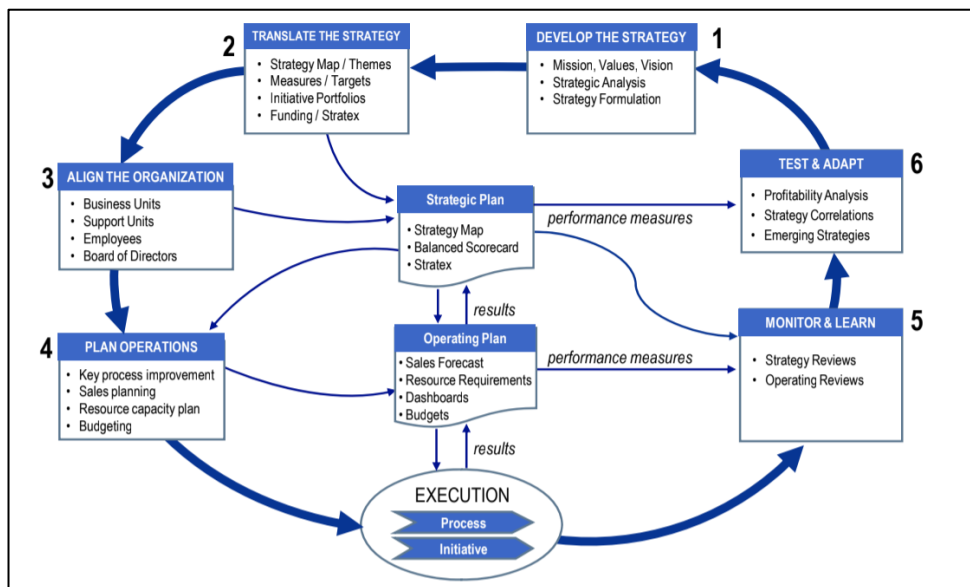 2
TRANSLATE THE STRATEGY
• Strategy Map / Themes
• Measures / Targets
• Initiative Portfolios
• Funding / Stratex
DEVELOP THE STRATEGY
1
• Mission, Values, Vision
• Strategic Analysis
• Strategy Formulation
3
ALIGN THE ORGANIZATION
• Business Units
• Support Units
• Employees
• Board of Directors
Strategic Plan
• Strategy Map
• Balanced Scorecard
• Stratex
performance measures
TEST & ADAPT
6
• Profitability Analysis
• Strategy Correlations
• Emerging Strategies
results
4
PLAN OPERATIONS
• Key process improvement
• Sales planning
• Resource capacity plan
• Budgeting
Operating Plan
• Sales Forecast
• Resource Requirements
• Dashboards
• Budgets
performance measures
MONITOR & LEARN
5
• Strategy Reviews
• Operating Reviews
results
EXECUTION
Process
Initiative